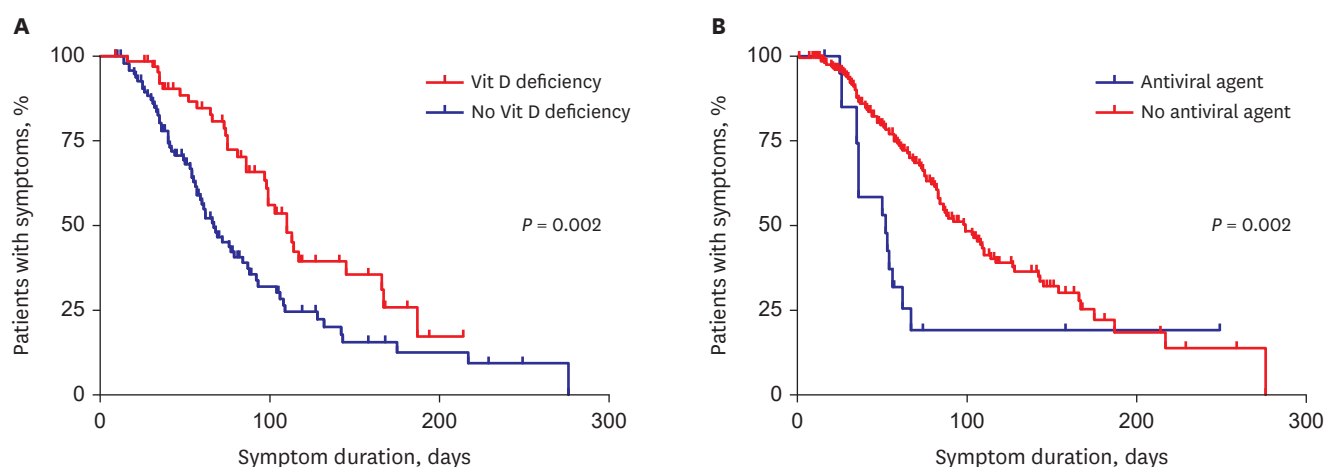 A
Patients with symptoms, %
100
75
50
25
0
0
100
200
300
Symptom duration, days
Vit D deficiency
No Vit D deficiency
P = 0.002
B
Patients with symptoms, %
100
75
50
25
0
0
100
200
300
Symptom duration, days
Antiviral agent
No antiviral agent
P = 0.002